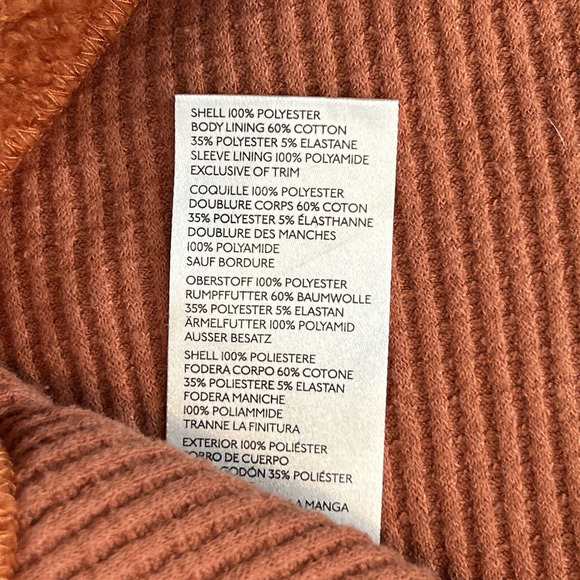 SHELL 100% POLYESTER
BODY LINING 60% COTTON
35% POLYESTER 5% ELASTANE
SLEEVE LINING 100% POLYAMIDE
EXCLUSIVE OF TRIM
COQUILLE 100% POLYESTER
DOUBLURE CORPS 60% COTON
35% POLYESTER 5% ÉLASTHANNE
DOUBLURE DES MANCHES
100% POLYAMIDE
SAUF BORDURE
OBERSTOFF 100% POLYESTER
RUMPFFUTTER 60% BAUMWOLLE
35% POLYESTER 5% ELASTAN
ÄRMELFUTTER 100% POLYAMID
AUSSER BESATZ
SHELL 100% POLIESTERE
FODERA CORPO 60% COTONE
35% POLIESTERE 5% ELASTAN
FODERA MANICHE
100% POLIAMMIDE
TRANNE LA FINITURA
EXTERIOR 100% POLIÉSTER
DE CUERPO
35% POLIÉSTER
MANGA